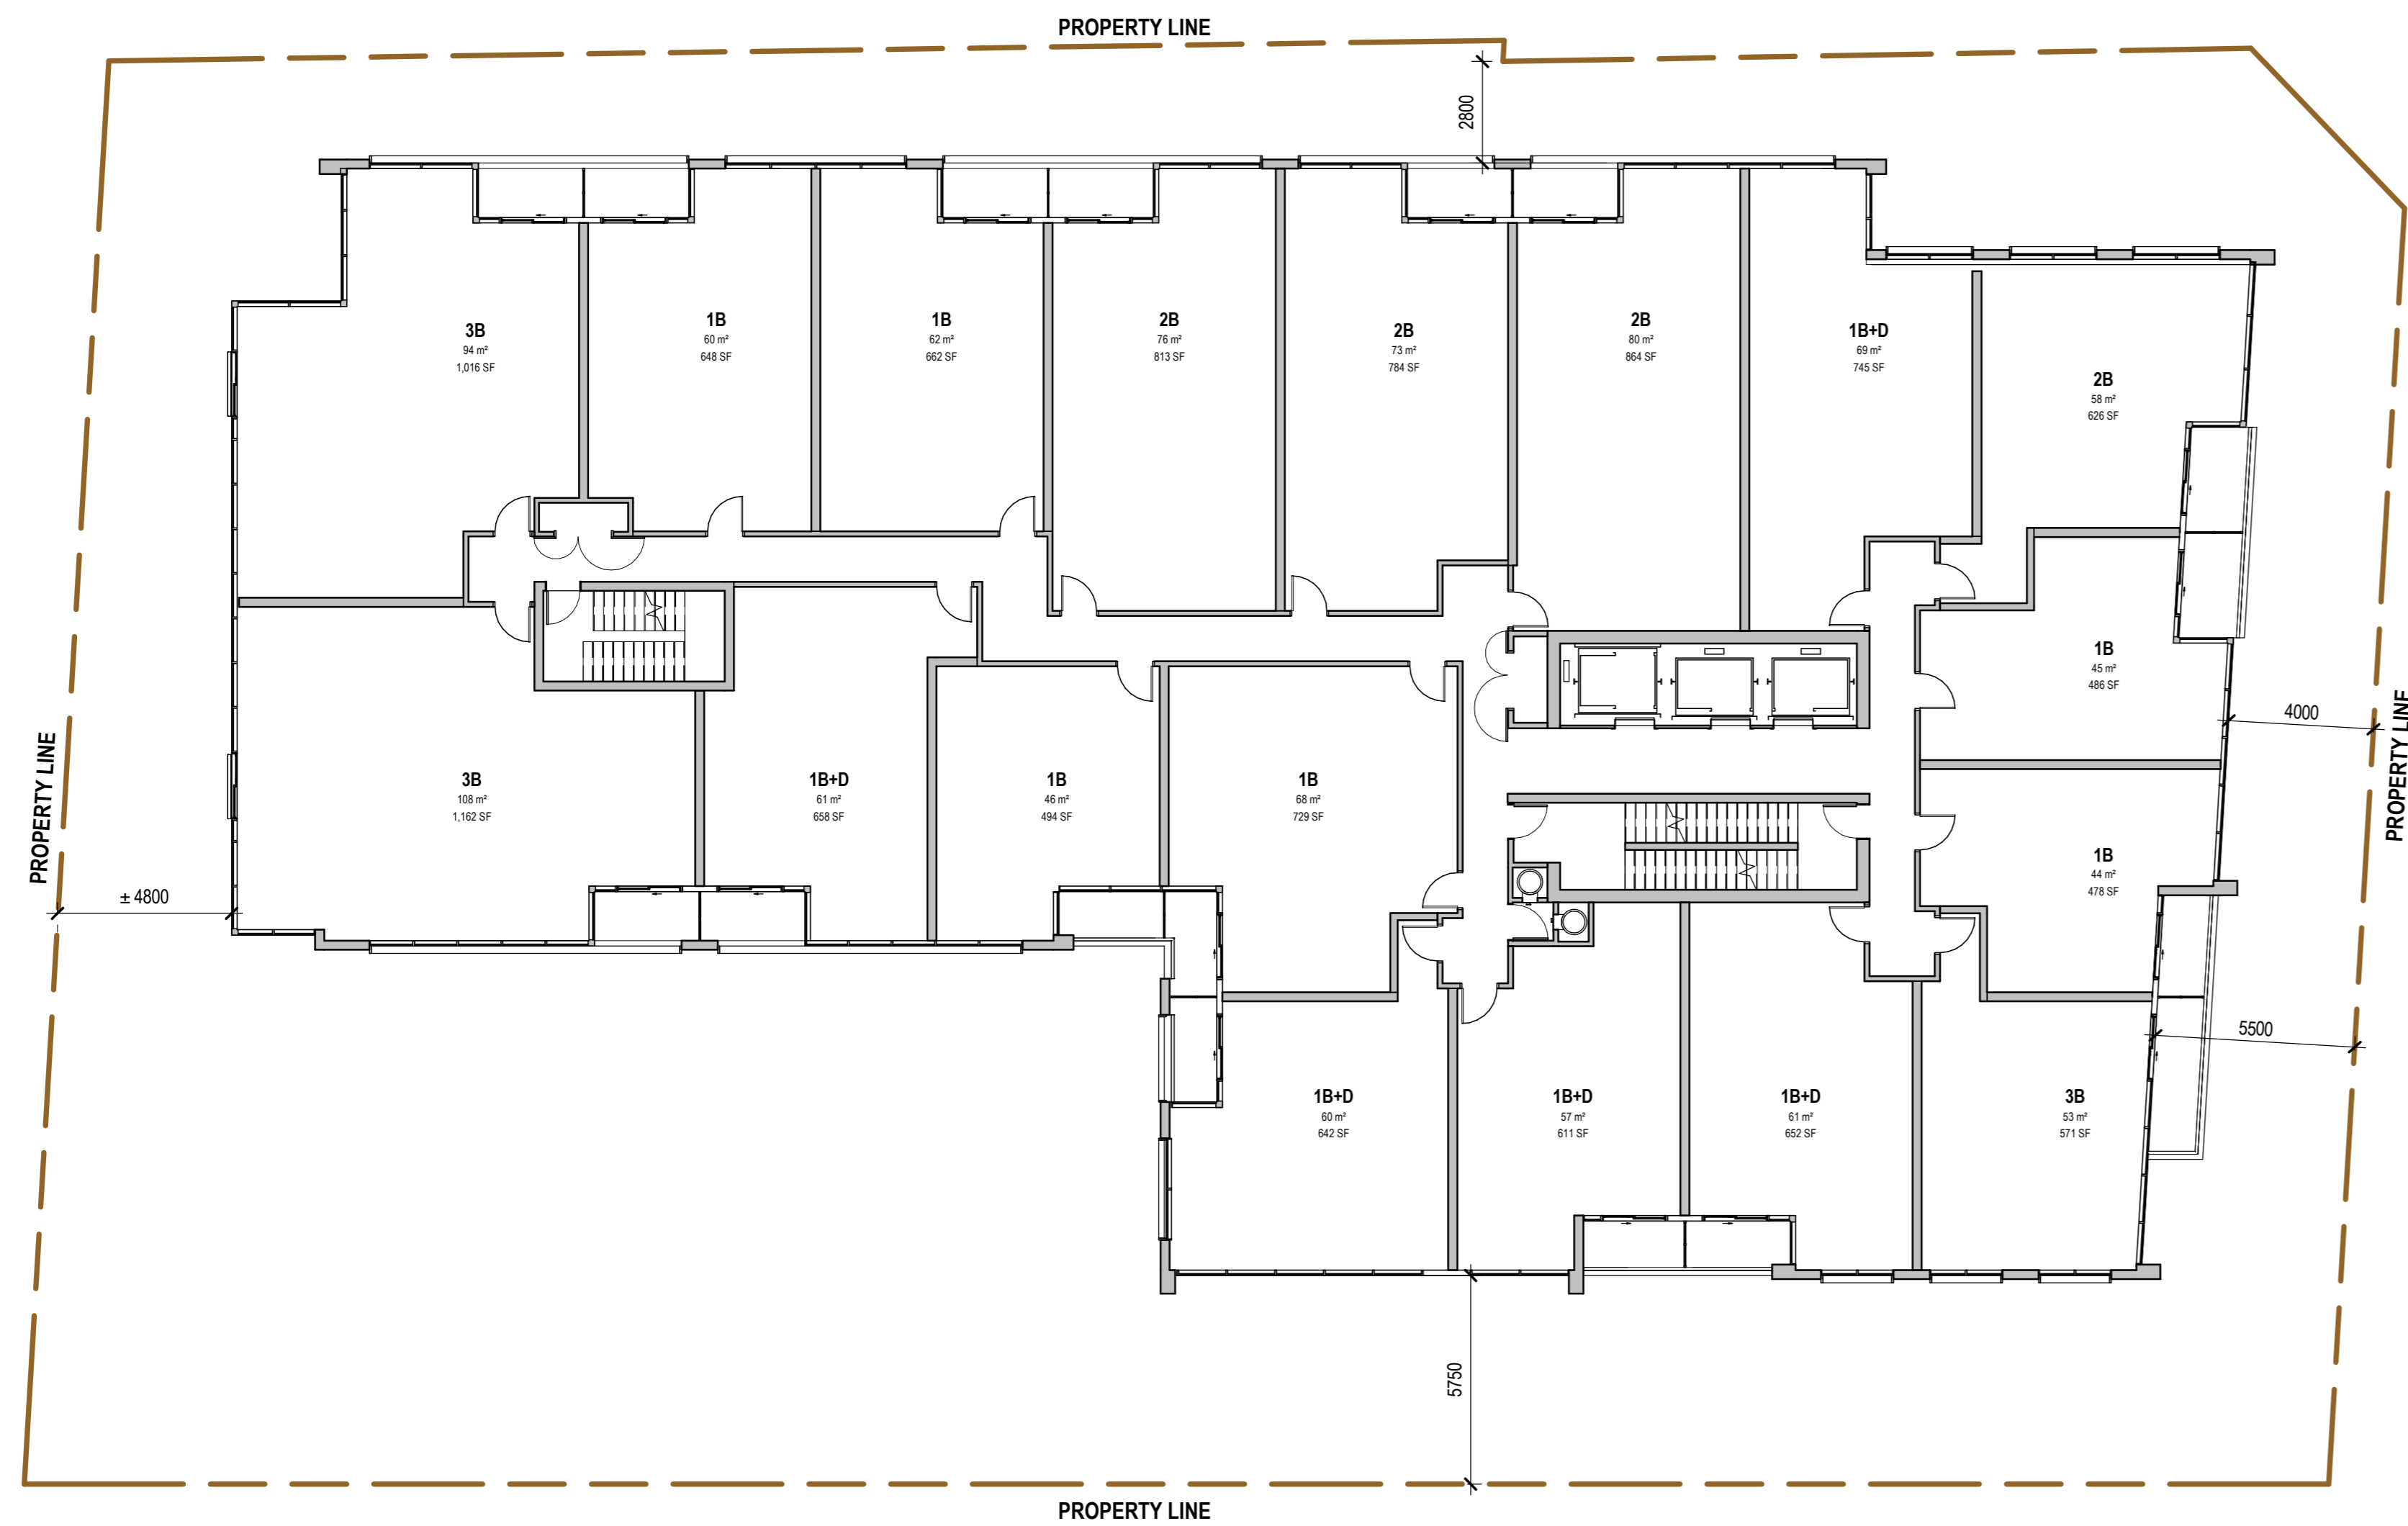 PROPERTY LINE
2800
3B
94 m²
1,016 SF
1B
60 m²
648 SF
1B
62 m²
662 SF
2B
76 m²
813 SF
2B
73 m²
784 SF
2B
80 m²
864 SF
1B+D
69 m²
745 SF
2B
58 m²
626 SF
1B
45 m²
486 SF
4000
PROPERTY LINE
PROPERTY LINE
± 4800
3B
108 m²
1,162 SF
1B+D
61 m²
658 SF
1B
46 m²
494 SF
1B
68 m²
729 SF
1B
44 m²
478 SF
5500
1B+D
60 m²
642 SF
1B+D
57 m²
611 SF
1B+D
61 m²
652 SF
3B
53 m²
571 SF
5750
PROPERTY LINE